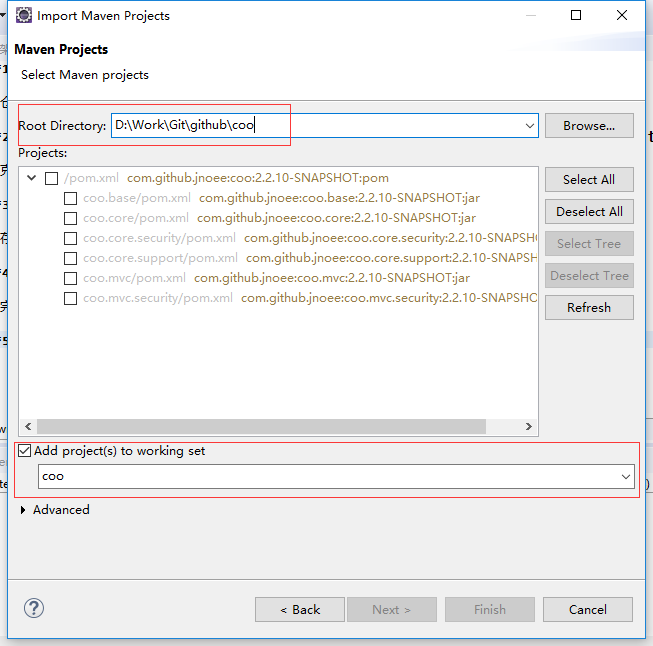 Import Maven Projects
Maven Projects
Select Maven projects
Root Directory: D:\Work\Git\github\coo Browse...
Projects:
/pom.xml com.github.jnoee:coo:2.2.10-SNAPSHOT:pom
coo.base/pom.xml com.github.jnoee:coo.base:2.2.10-SNAPSHOT:jar
coo.core/pom.xml com.github.jnoee:coo.core:2.2.10-SNAPSHOT:jar
coo.core.security/pom.xml com.github.jnoee:coo.core.security:2.2.10-SNAPSH
coo.core.support/pom.xml com.github.jnoee:coo.core.support:2.2.10-SNAPSHO
coo.mvc/pom.xml com.github.jnoee:coo.mvc:2.2.10-SNAPSHOT:jar
coo.mvc.security/pom.xml com.github.jnoee:coo.mvc.security:2.2.10-SNAPSHO
Select All
Deselect All
Select Tree
Deselect Tree
Refresh
Add project(s) to working set
coo
Advanced
? < Back Next > Finish Cancel